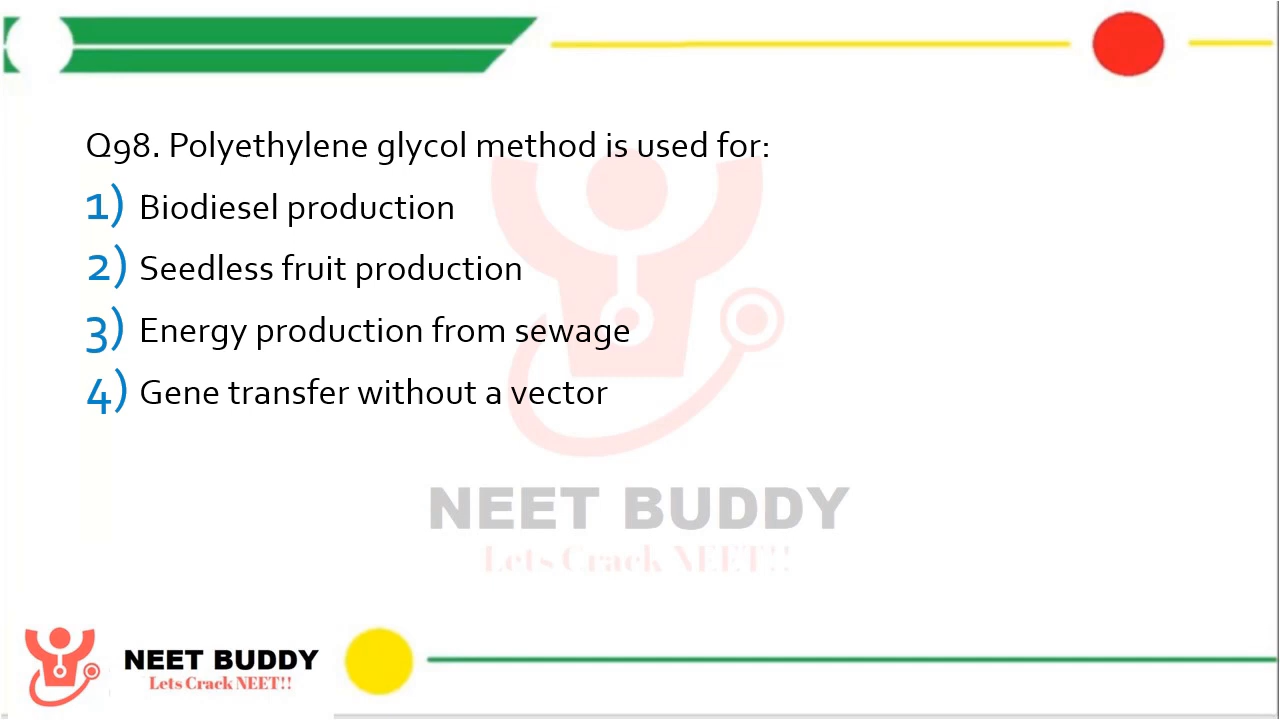 Q98. Polyethylene glycol method is used for:
1) Biodiesel production
2) Seedless fruit production
3) Energy production from sewage
4) Gene transfer without a vector
NEET BUDDY
Lets Crack NEET!!
NEET BUDDY
Lets Crack NEET!!